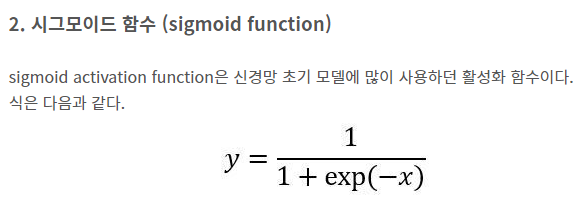 2. 시그모이드 함수 (sigmoid function)
sigmoid activation function은 신경망 초기 모델에 많이 사용하던 활성화 함수이다.
식은 다음과 같다.
y = 1 / (1 + exp(−x))